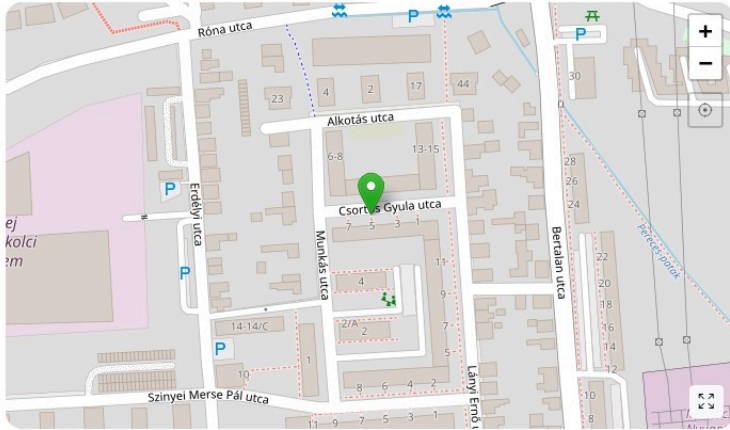 Róna utca
P
P
+
−
30
23
4
2
17
44
Alkotás utca
6-8
13-15
28
26
24
P
Erdélyi utca
Csortos Gyula utca
7
5
3
1
ej
kolci
em
Munkás utca
Bertalan utca
Pereces-patak
P
4
11
9
7
5
22
20
18
16
14
12
14-14/C
2/A
2
P
1
10
8
6
4
2
Szinyei Merse Pál utca
Lányi Ernő u
11
9
7
5
3
1
10
8